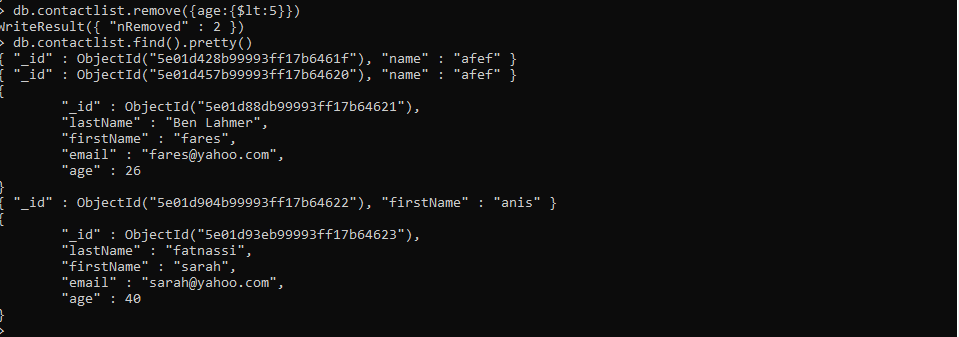 > db.contactlist.remove({age:{$lt:5}})
WriteResult({ "nRemoved" : 2 })
> db.contactlist.find().pretty()
{ "_id" : ObjectId("5e01d428b99993ff17b6461f"), "name" : "afef" }
{ "_id" : ObjectId("5e01d457b99993ff17b64620"), "name" : "afef" }
{
        "_id" : ObjectId("5e01d88db99993ff17b64621"),
        "lastName" : "Ben Lahmer",
        "firstName" : "fares",
        "email" : "fares@yahoo.com",
        "age" : 26
}
{ "_id" : ObjectId("5e01d904b99993ff17b64622"), "firstName" : "anis" }
{
        "_id" : ObjectId("5e01d93eb99993ff17b64623"),
        "lastName" : "fatnassi",
        "firstName" : "sarah",
        "email" : "sarah@yahoo.com",
        "age" : 40
}
>